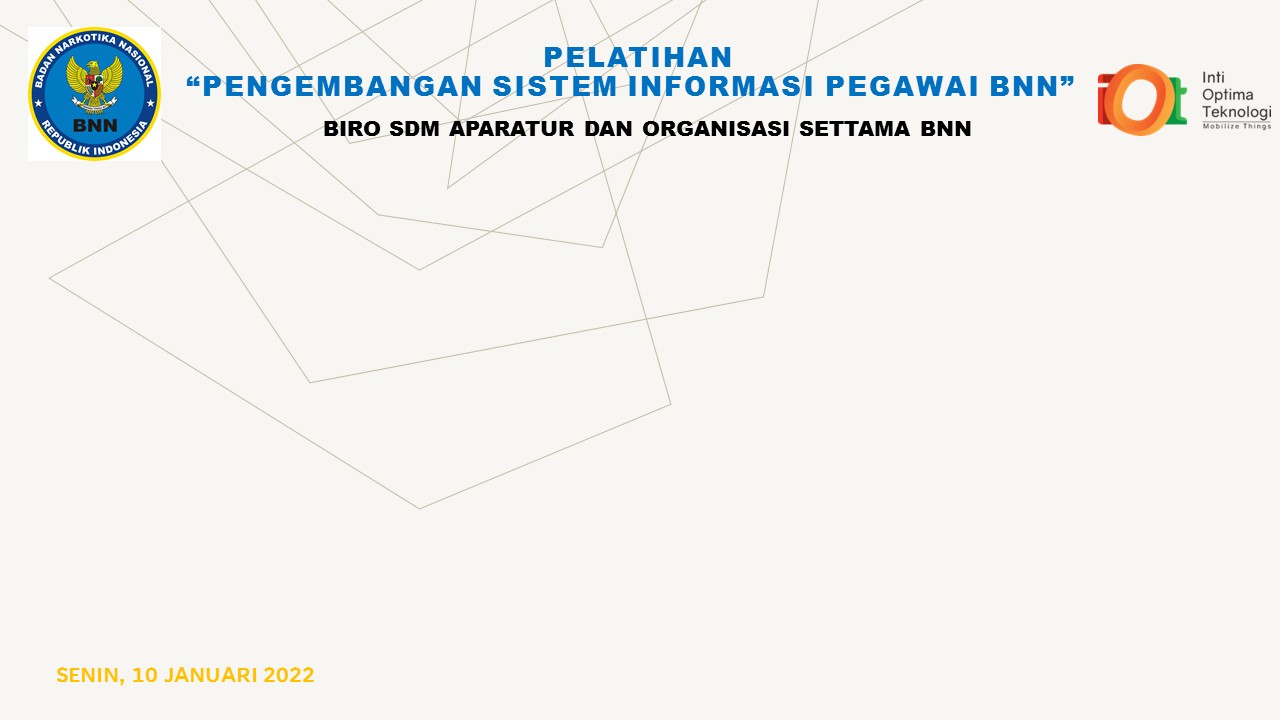 BADAN NARKOTIKA NASIONAL
BNN
REPUBLIK INDONESIA
PELATIHAN
“PENGEMBANGAN SISTEM INFORMASI PEGAWAI BNN”
BIRO SDM APARATUR DAN ORGANISASI SETTAMA BNN
iOt
Inti
Optima
Teknologi
Mobilize Things
SENIN, 10 JANUARI 2022